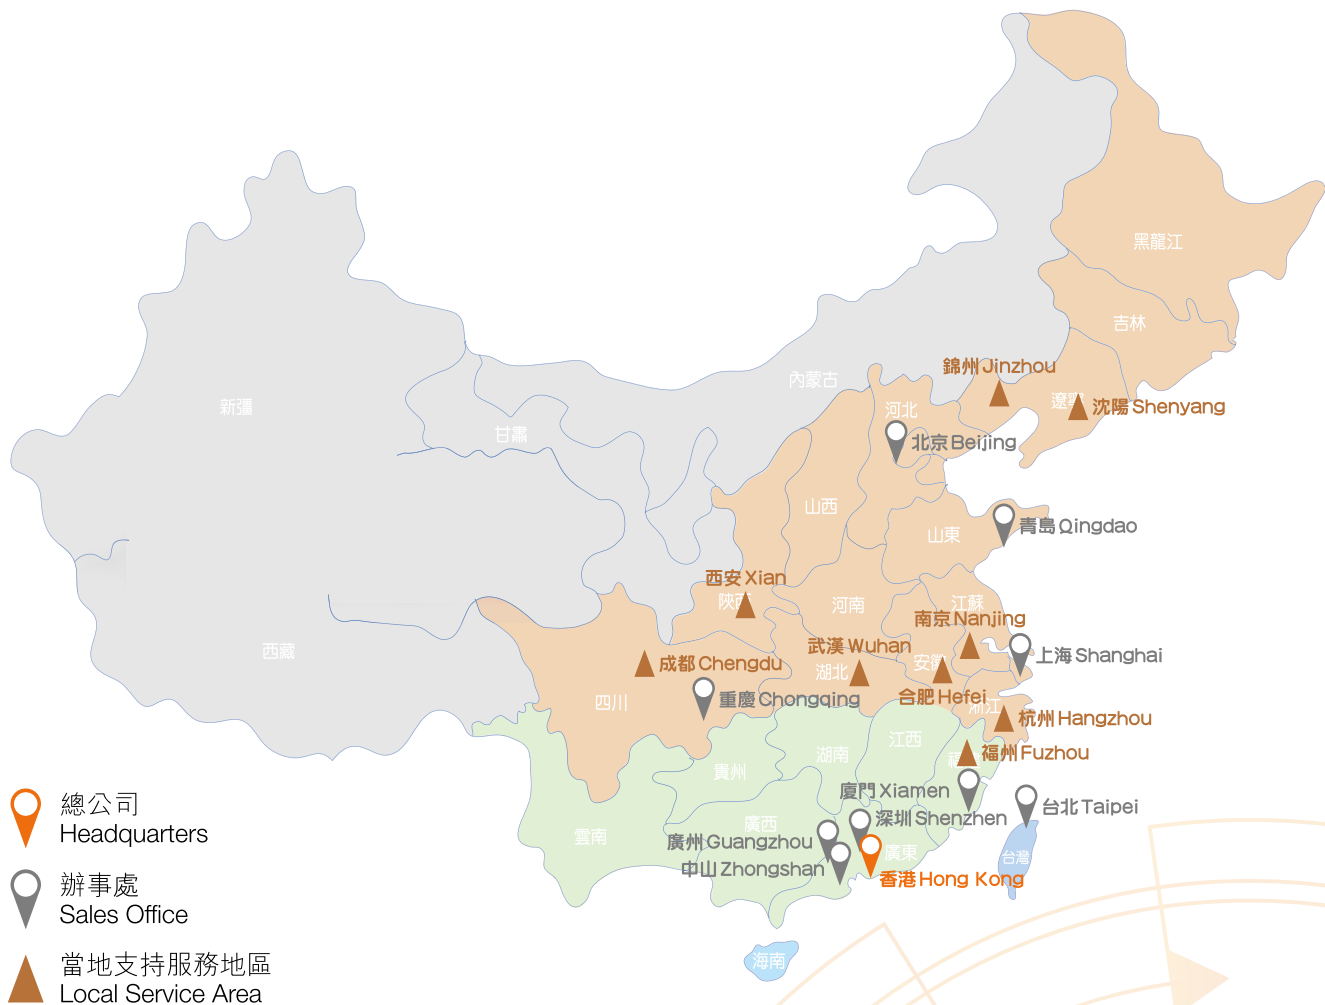 黑龍江
吉林
內蒙古
錦州 Jinzhou
遼寧
沈陽 Shenyang
新疆
甘肅
河北
北京 Beijing
山西
山東
青島 Qingdao
西安 Xian
陝西
河南
江蘇
南京 Nanjing
西藏
成都 Chengdu
武漢 Wuhan
湖北
安徽
上海 Shanghai
四川
重慶 Chongqing
合肥 Hefei
浙江
杭州 Hangzhou
江西
湖南
福州 Fuzhou
貴州
廈門 Xiamen
台北 Taipei
深圳 Shenzhen
廣西
雲南
廣州 Guangzhou
廣東
台灣
中山 Zhongshan
香港 Hong Kong
海南
總公司
Headquarters
辦事處
Sales Office
當地支持服務地區
Local Service Area